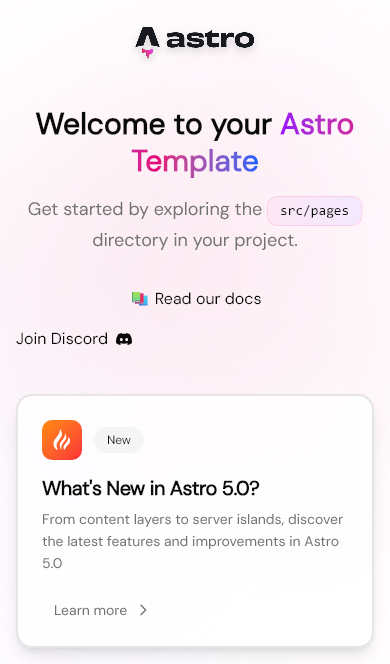 astro
Welcome to your Astro
Template
Get started by exploring the src/pages
directory in your project.
Read our docs
Join Discord
New
What's New in Astro 5.0?
From content layers to server islands, discover
the latest features and improvements in Astro
5.0
Learn more